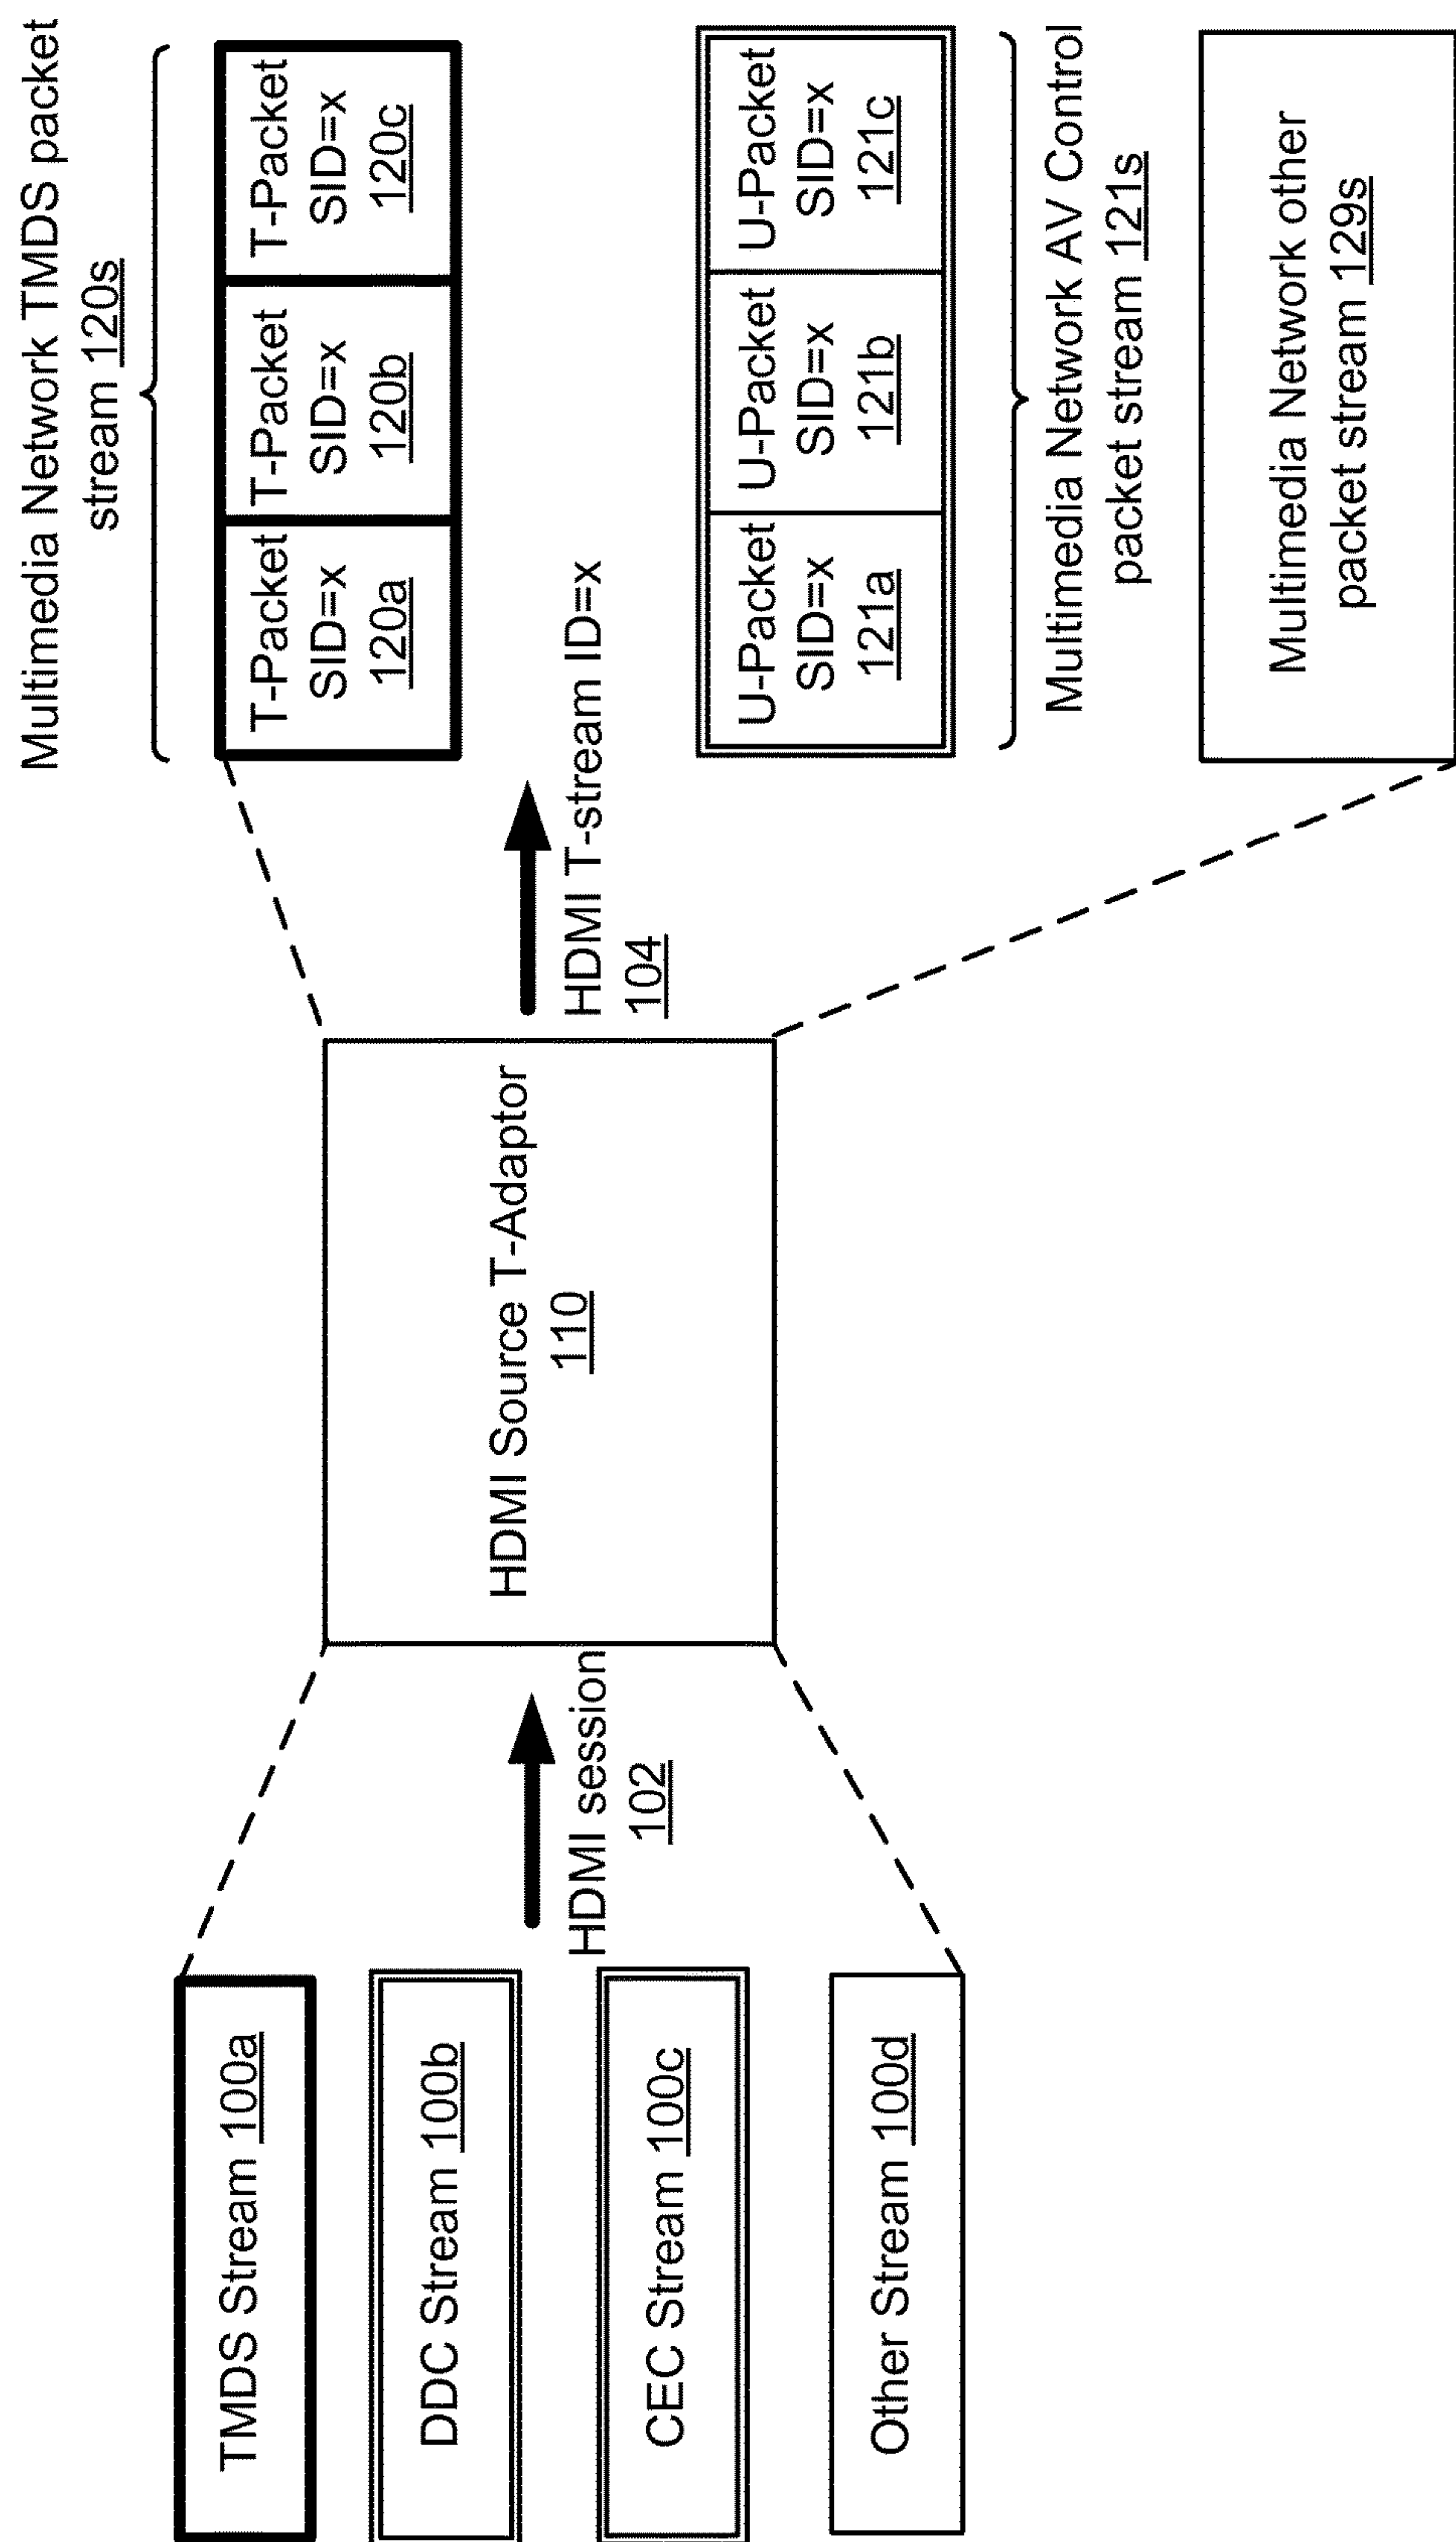 TMDS Stream 100a
DDC Stream 100b
CEC Stream 100c
Other Stream 100d
HDMI session
102
HDMI Source T-Adaptor
110
HDMI T-stream ID=x
104
Multimedia Network TMDS packet
stream 120s
T-Packet
SID=x
120a
T-Packet
SID=x
120b
T-Packet
SID=x
120c
U-Packet
SID=x
121a
U-Packet
SID=x
121b
U-Packet
SID=x
121c
Multimedia Network AV Control
packet stream 121s
Multimedia Network other
packet stream 129s